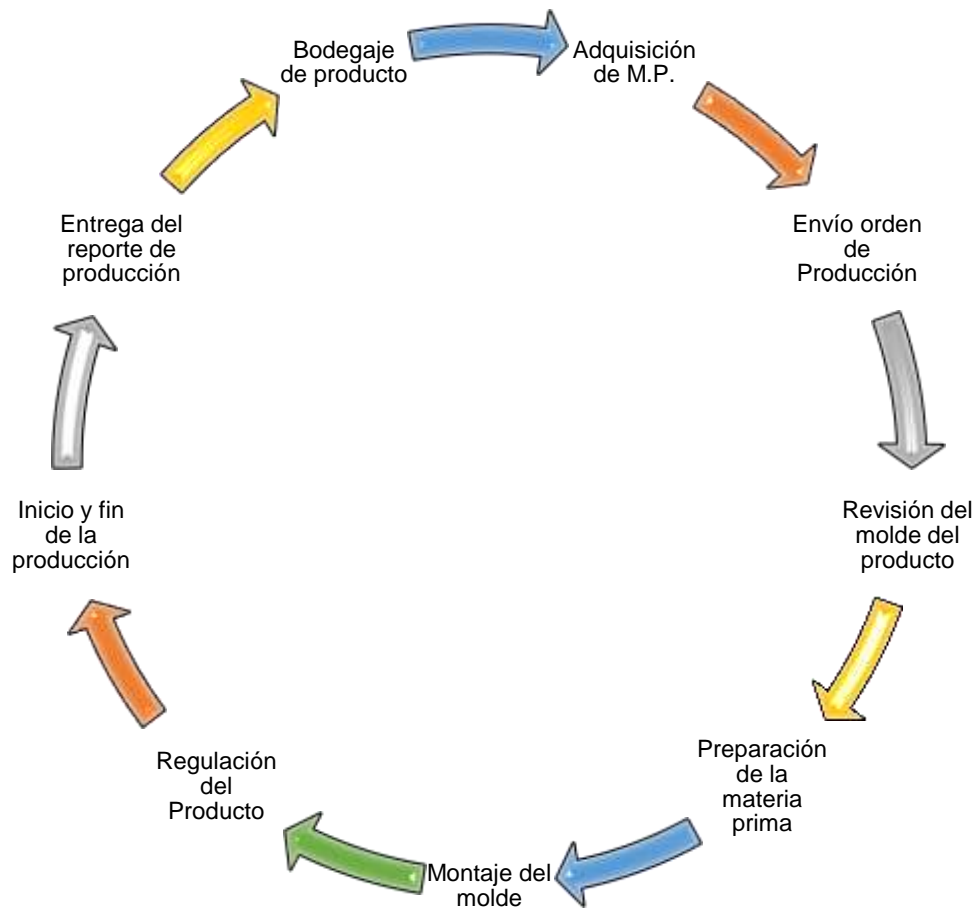 Bodegaje
de producto
Adquisición
de M.P.
Envío orden
de
Producción
Revisión del
molde del
producto
Preparación
de la
materia
prima
Montaje del
molde
Regulación
del
Producto
Inicio y fin
de la
producción
Entrega del
reporte de
producción